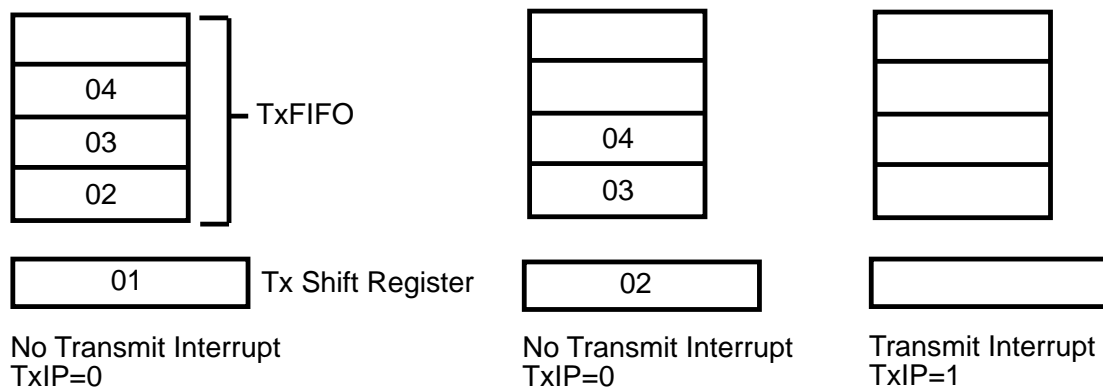 04
03
02
TxFIFO
01
Tx Shift Register
No Transmit Interrupt
TxIP=0
04
03
02
No Transmit Interrupt
TxIP=0
Transmit Interrupt
TxIP=1